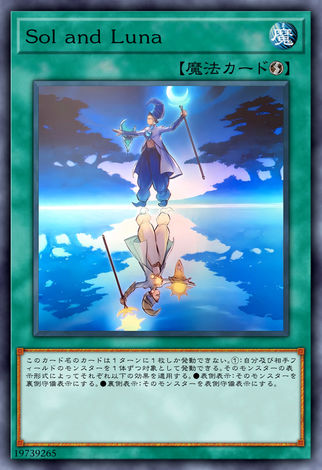 Sol and Luna
魔
【魔法カード】
このカード名のカードは１ターンに１枚しか発動できない。①：自分及び相手フ
ィールドのモンスターを１体ずつ対象として発動できる。そのモンスターの表
示形式によってそれぞれ以下の効果を適用する。●表側表示：そのモンスターを
裏側守備表示にする。●裏側表示：そのモンスターを表側守備表示にする。
19739265